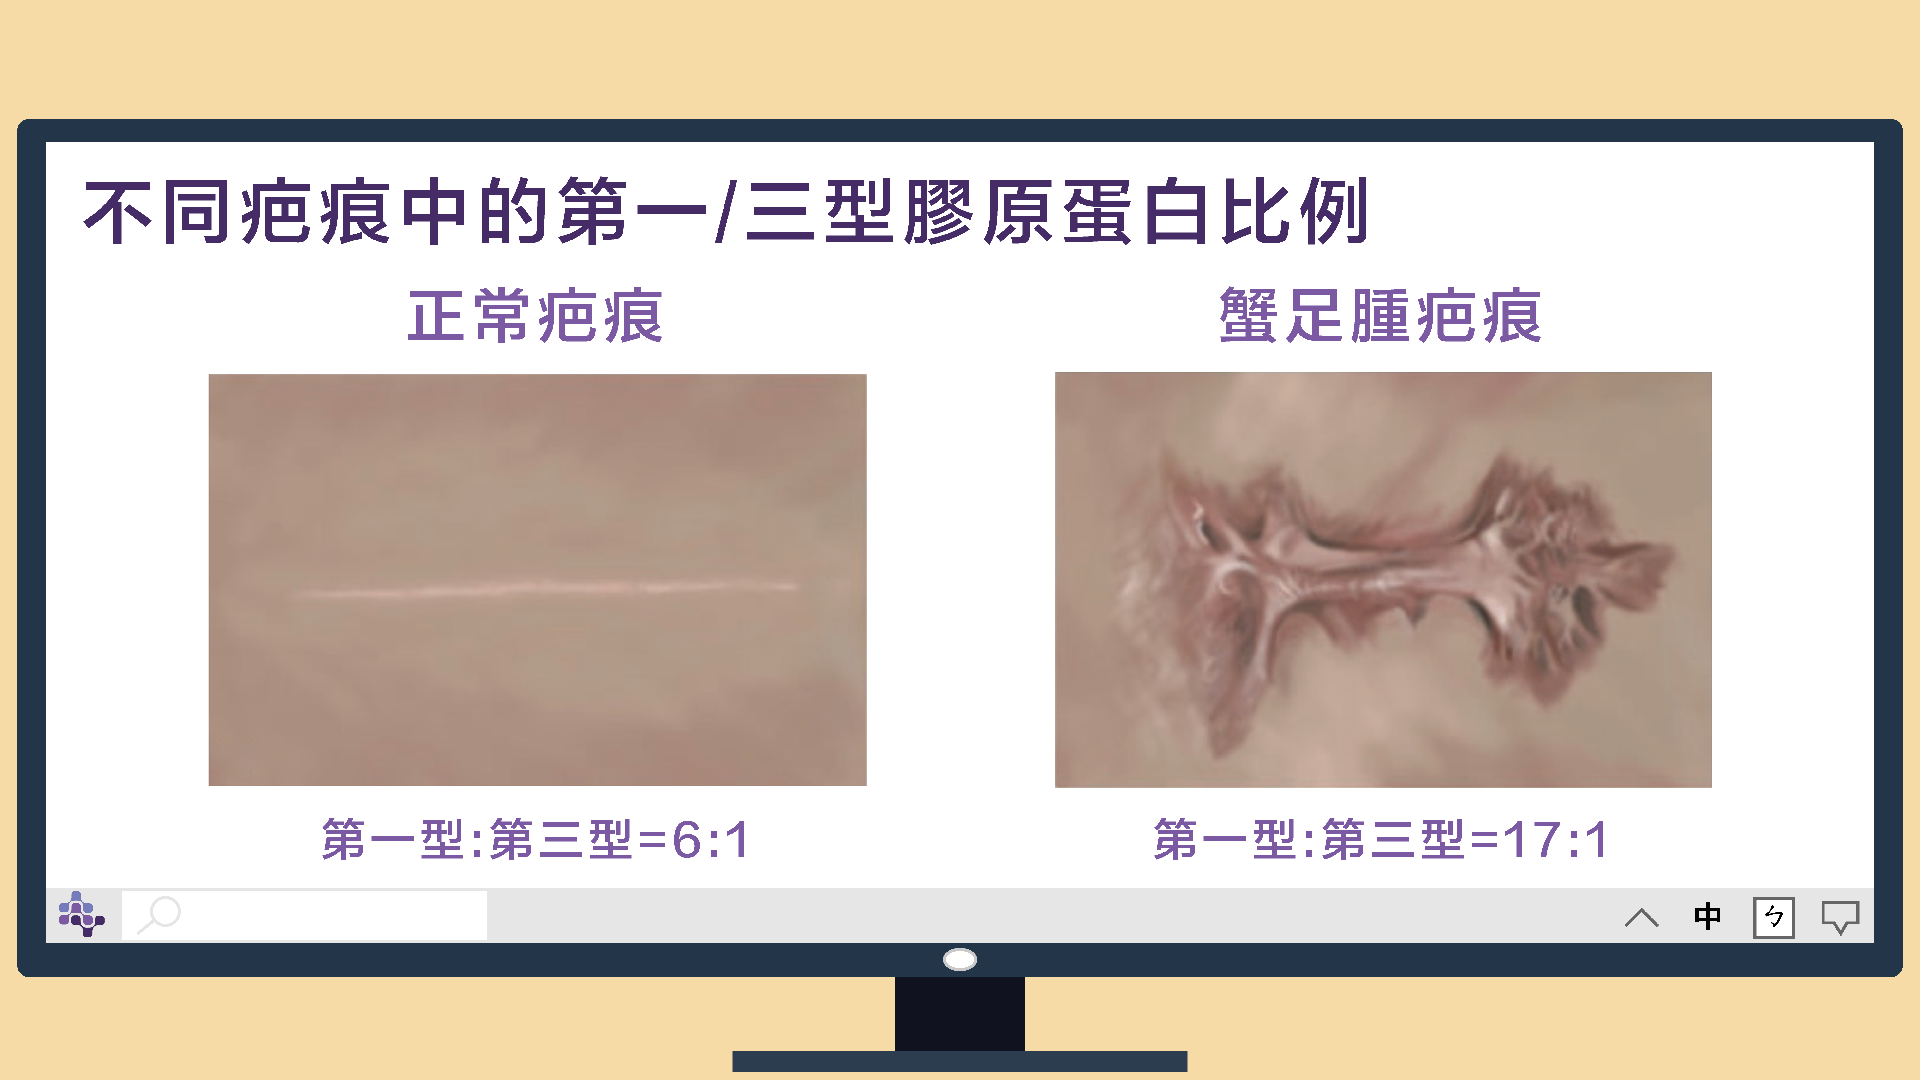 不同疤痕中的第一/三型膠原蛋白比例
正常疤痕
蟹足腫疤痕
第一型:第三型=6:1
第一型:第三型=17:1
中
ㄅ